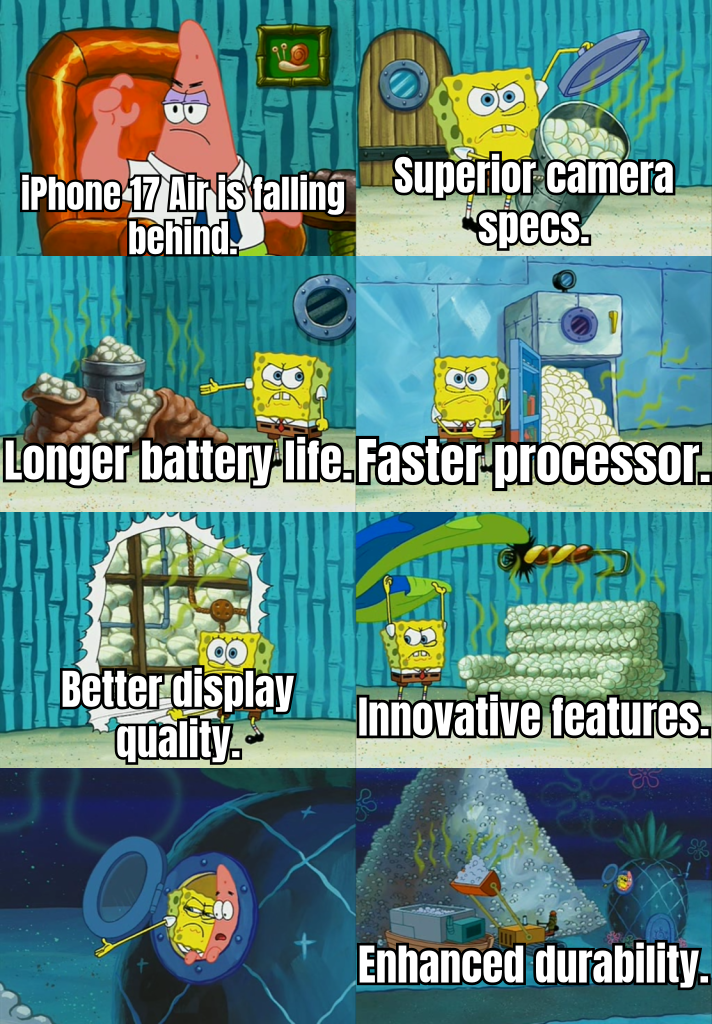 iPhone 17 Air is falling
behind.
Superior camera
specs.
Longer battery life.
Faster processor.
Better display
quality.
Innovative features.
Enhanced durability.